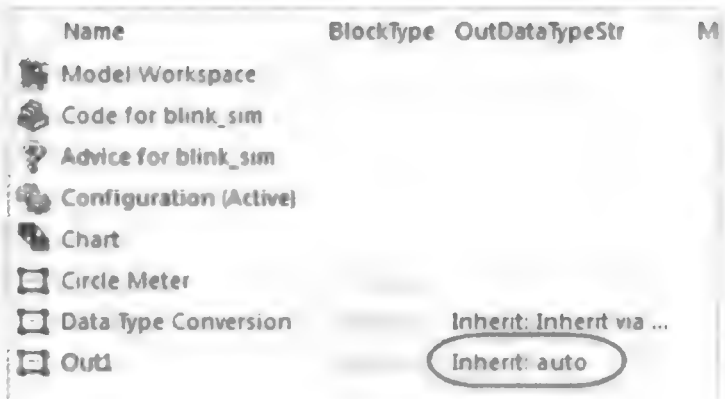 Name BlockType OutDataTypeStr M
Model Workspace
Code for blink_sim
Advice for blink_sim
Configuration (Active)
Chart
Circle Meter
Data Type Conversion Inherit: Inherit via ...
Out1 Inherit: auto